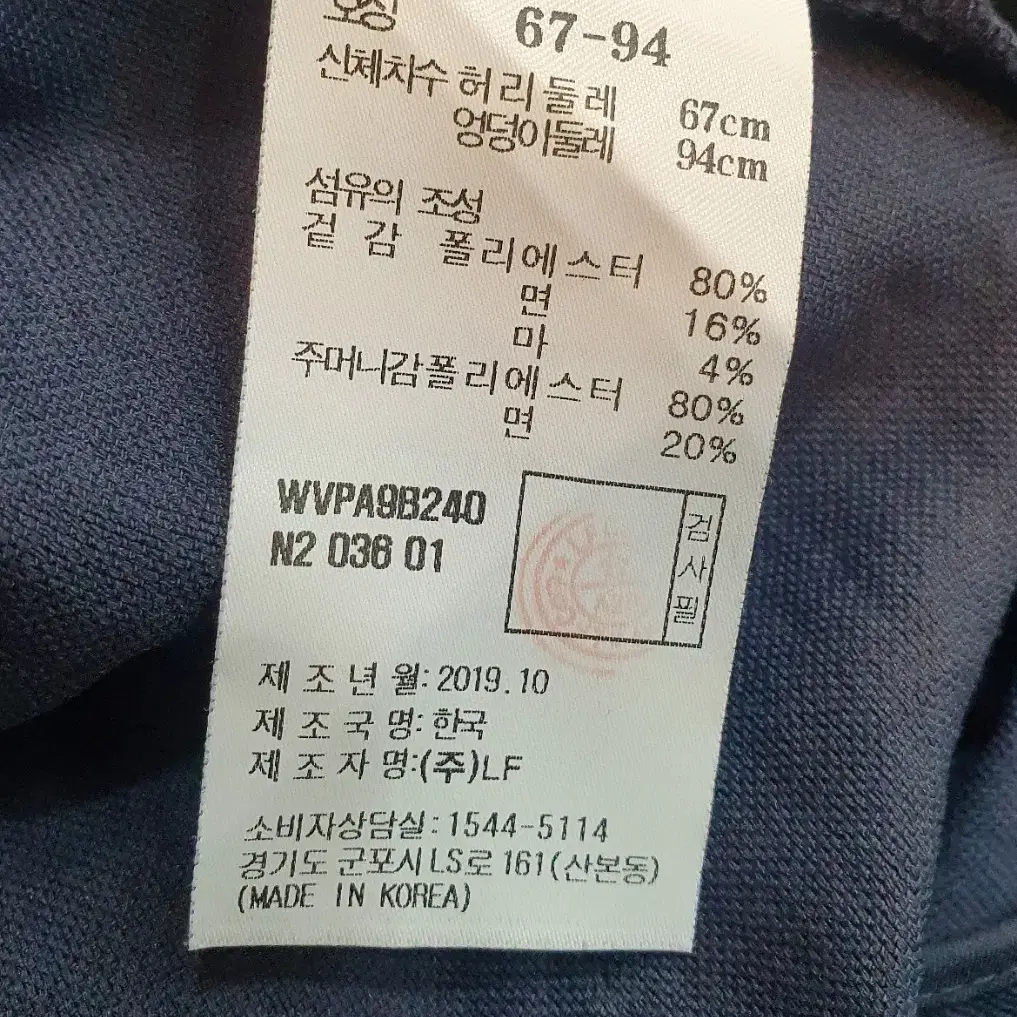 호칭 67-94
신체치수 허리둘레 67cm
엉덩이둘레 94cm
섬유의 조성
겉 감 폴리에스터 80%
면 16%
마 4%
주머니감폴리에스터 80%
면 20%
WVPA9B240
N2 036 01
검사필
제 조 년 월: 2019.10
제 조 국 명: 한국
제 조 자 명:(주)LF
소비자상담실: 1544-5114
경기도 군포시 LS로 161(산본동)
(MADE IN KOREA)